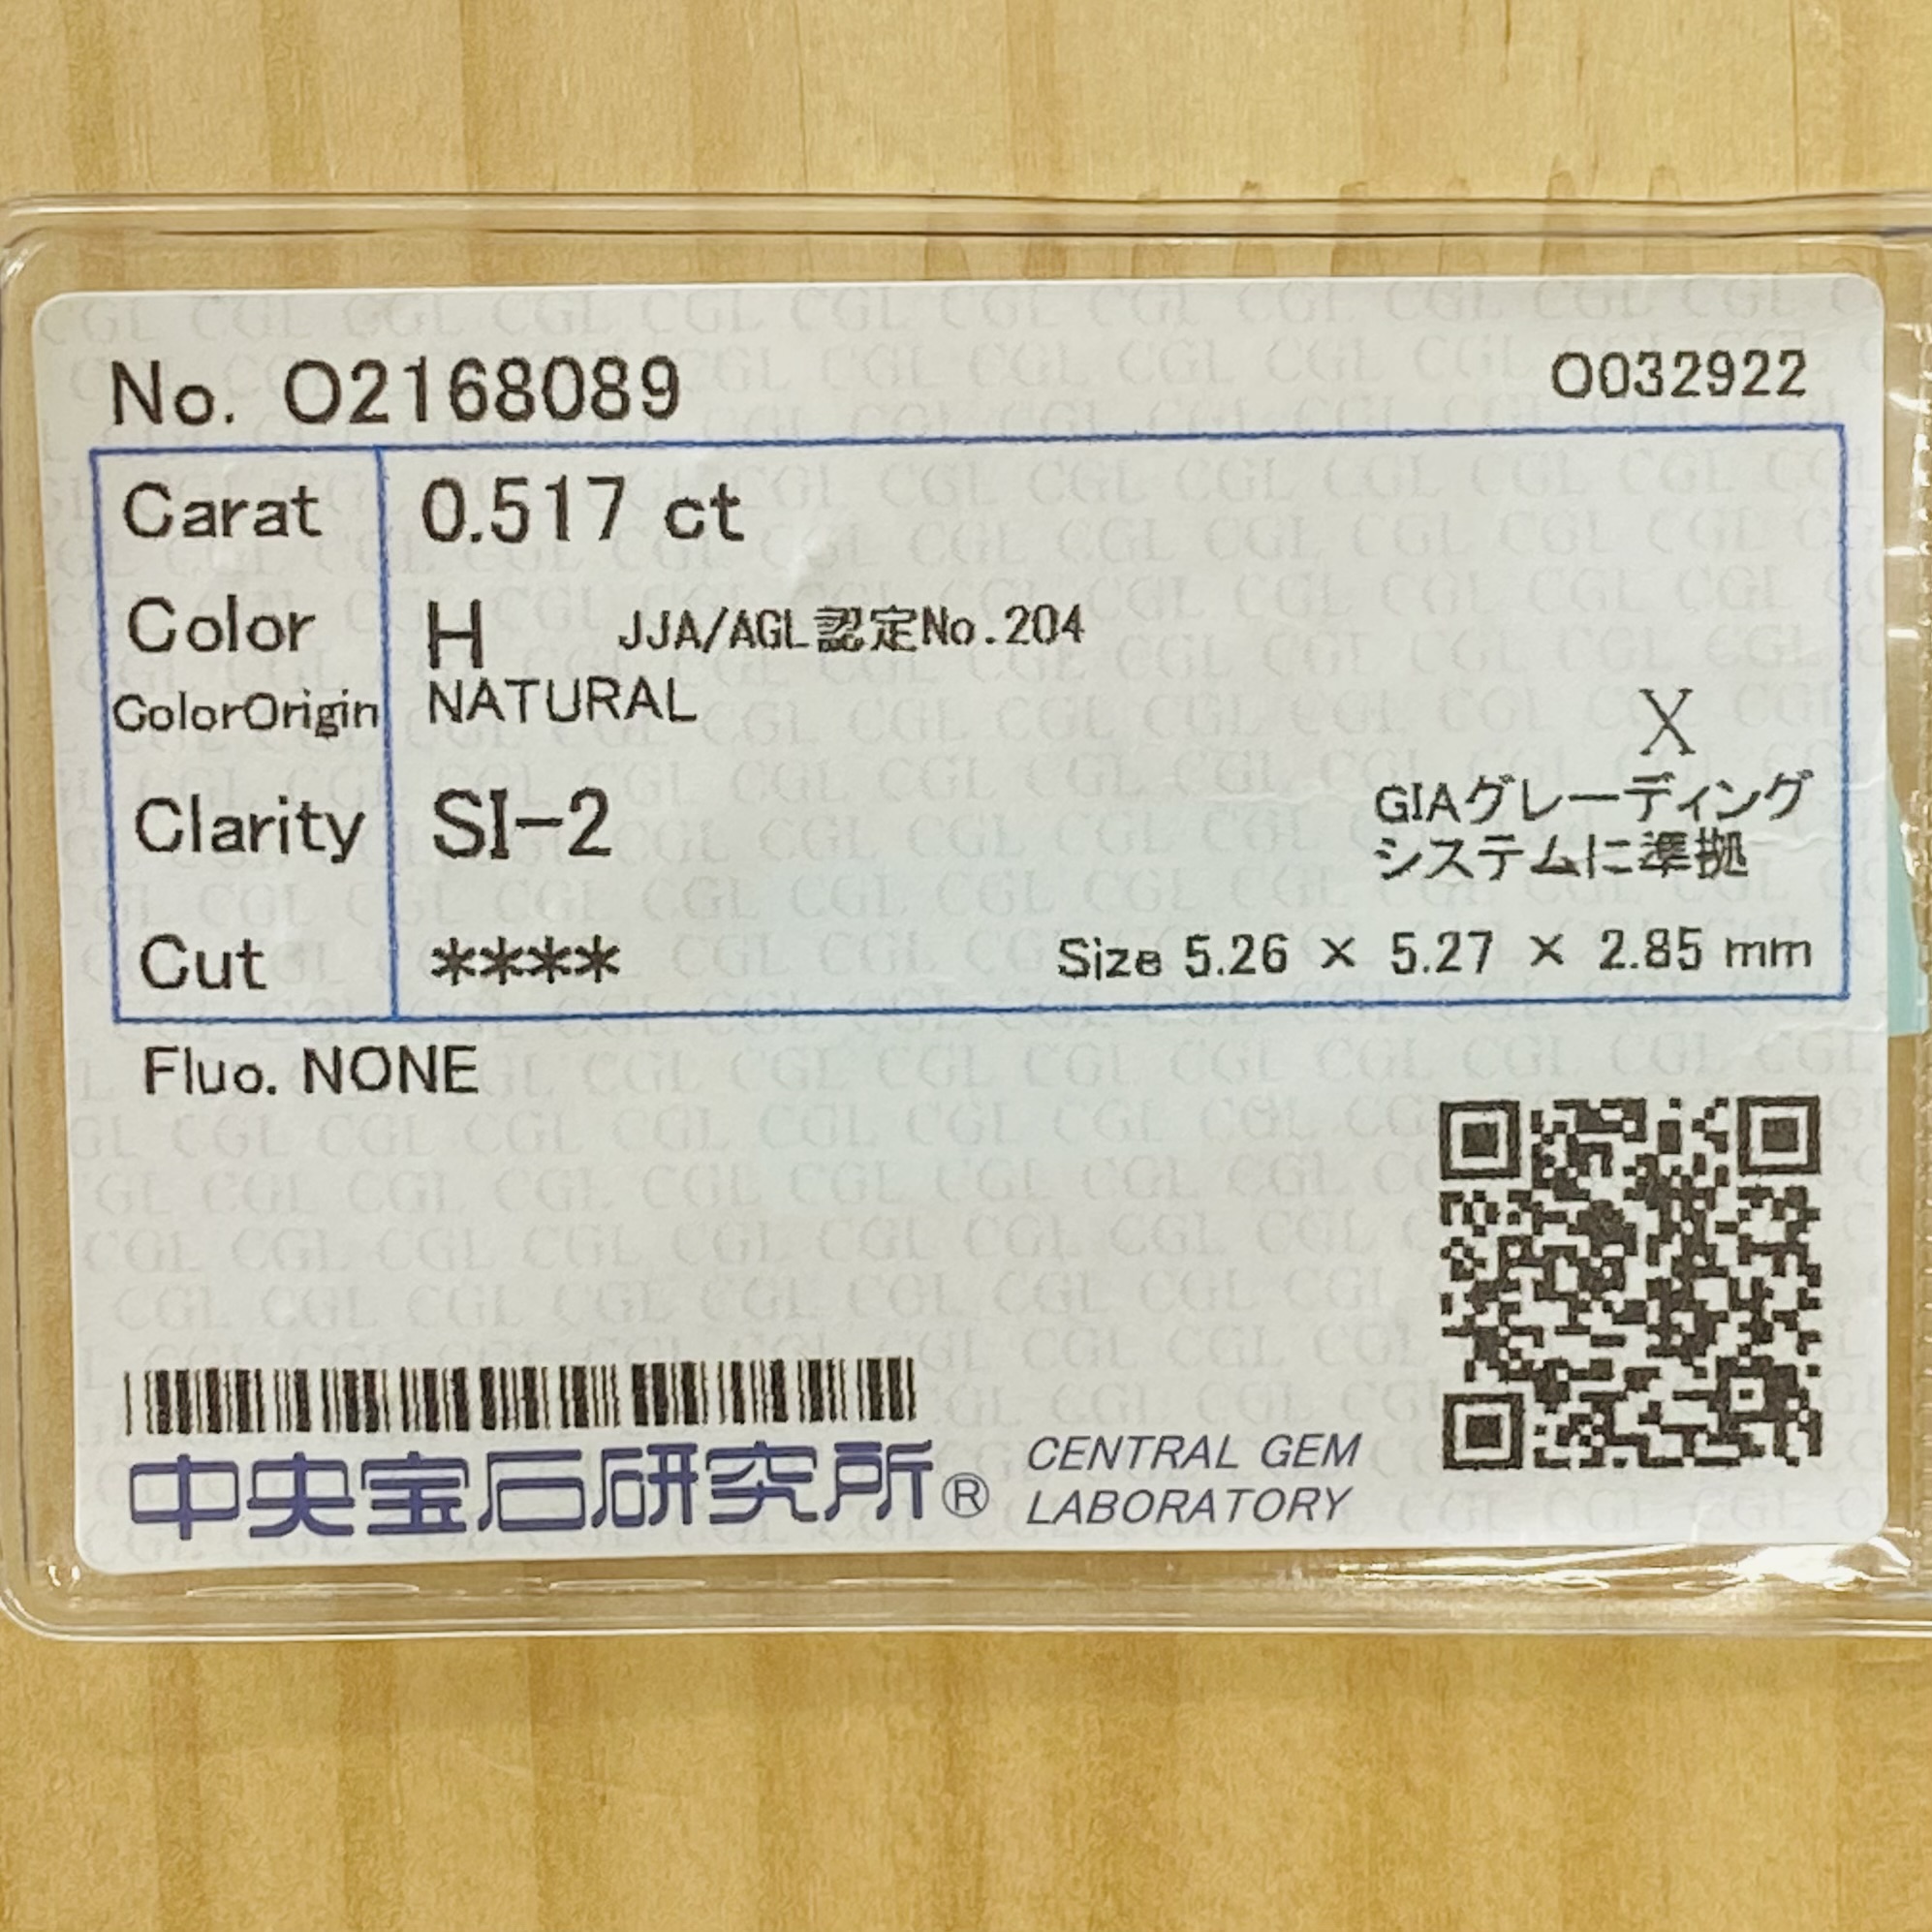 No. O2168089 O032922
Carat 0.517 ct
Color H JJA/AGL認定No.204
ColorOrigin NATURAL
X
Clarity SI-2
GIAグレーディング
システムに準拠
Cut **** Size 5.26 × 5.27 × 2.85 mm
Fluo. NONE
中央宝石研究所® CENTRAL GEM
LABORATORY